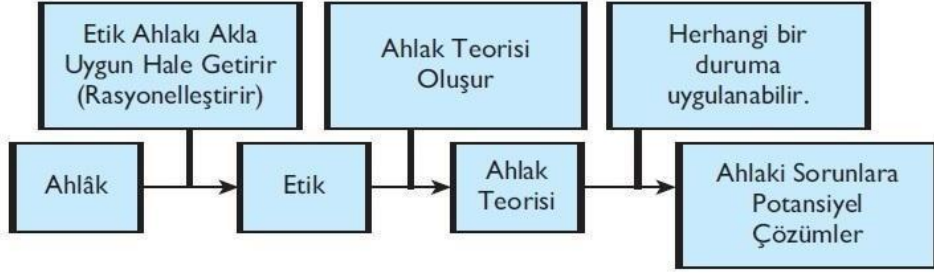 Etik Ahlakı Akla
Uygun Hale Getirir
(Rasyonelleştirir)
Ahlak Teorisi
Oluşur
Herhangi bir
duruma
uygulanabilir.
Ahlâk
Etik
Ahlak
Teorisi
Ahlaki Sorunlara
Potansiyel
Çözümler